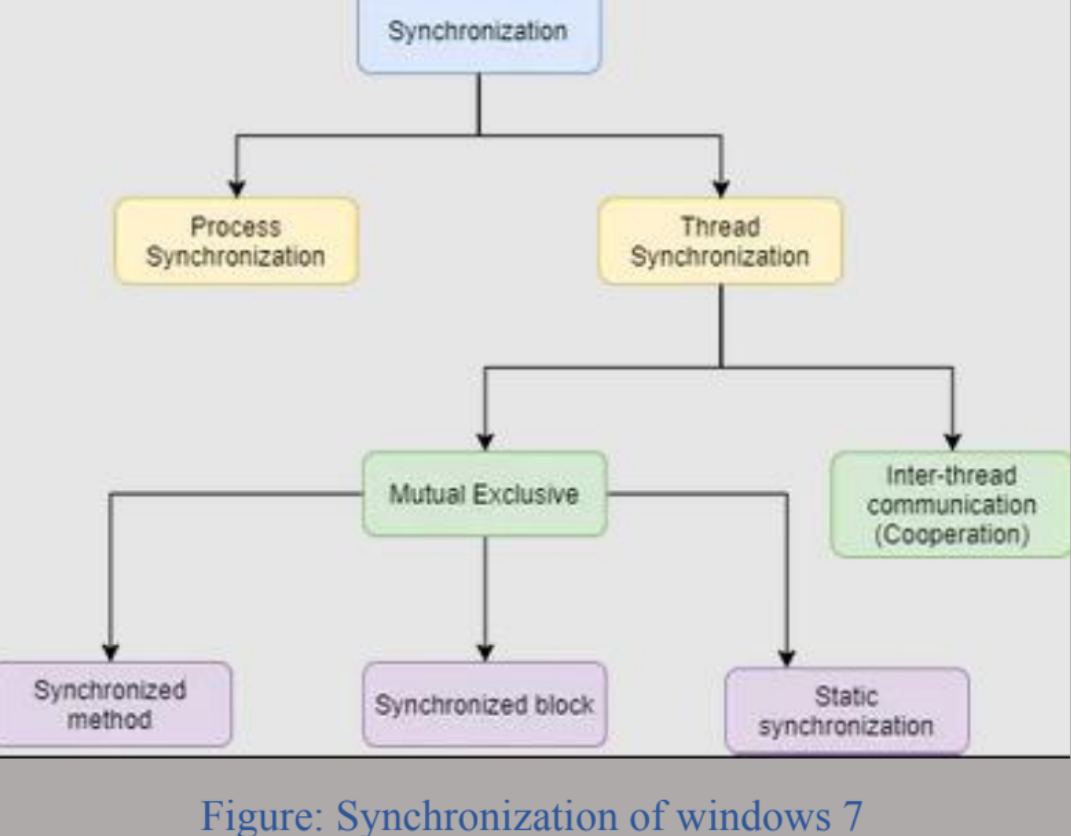 Synchronization
Process
Synchronization
Thread
Synchronization
Mutual Exclusive
Inter-thread
communication
(Cooperation)
Synchronized
method
Synchronized block
Static
synchronization
Figure: Synchronization of windows 7